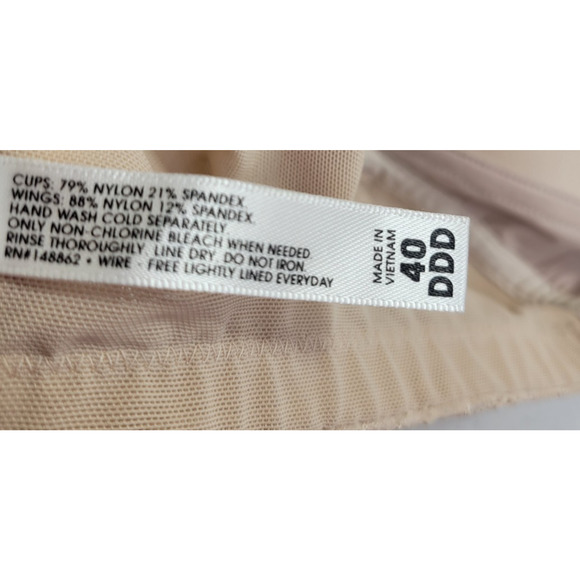 CUPS: 79% NYLON 21% SPANDEX.
WINGS: 88% NYLON 12% SPANDEX.
HAND WASH COLD SEPARATELY.
ONLY NON-CHLORINE BLEACH WHEN NEEDED.
RINSE THOROUGHLY. LINE DRY. DO NOT IRON.
RN#148862 • WIRE - FREE LIGHTLY LINED EVERYDAY
MADE IN
VIETNAM
40
DDD